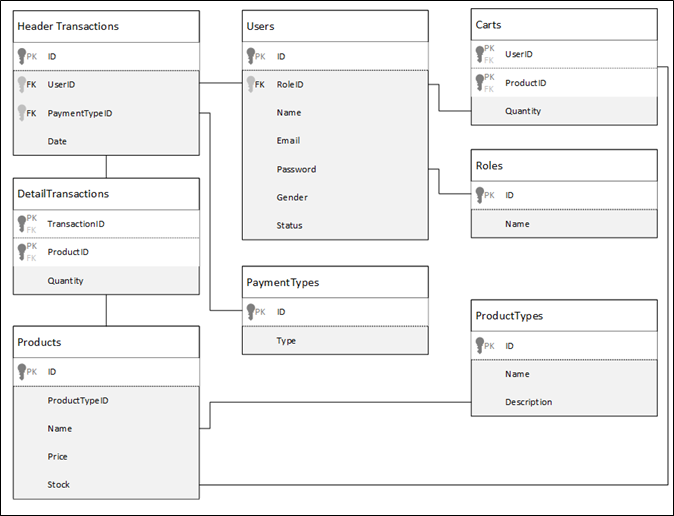 Header Transactions
PK ID
FK UserID
FK PaymentTypeID
Date
DetailTransactions
PK
FK
TransactionID
PK
FK
ProductID
Quantity
Products
PK ID
ProductTypeID
Name
Price
Stock
Users
PK ID
FK RoleID
Name
Email
Password
Gender
Status
PaymentTypes
PK ID
Type
Carts
PK
FK
UserID
PK
FK
ProductID
Quantity
Roles
PK ID
Name
ProductTypes
PK ID
Name
Description